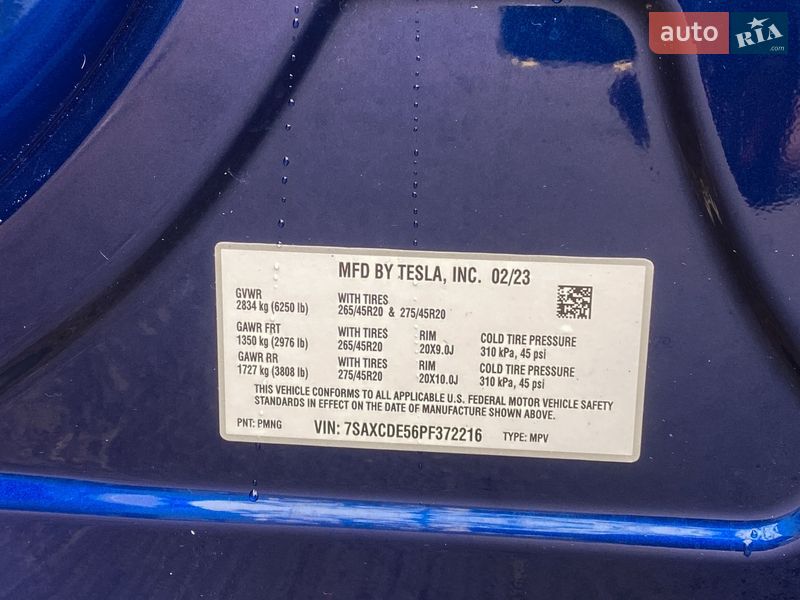 auto RIA .com
MFD BY TESLA, INC. 02/23
GVWR
2834 kg (6250 lb)
WITH TIRES
265/45R20 & 275/45R20
GAWR FRT
1350 kg (2976 lb)
WITH TIRES
265/45R20
RIM
20X9.0J
COLD TIRE PRESSURE
310 kPa, 45 psi
GAWR RR
1727 kg (3808 lb)
WITH TIRES
275/45R20
RIM
20X10.0J
COLD TIRE PRESSURE
310 kPa, 45 psi
THIS VEHICLE CONFORMS TO ALL APPLICABLE U.S. FEDERAL MOTOR VEHICLE SAFETY
STANDARDS IN EFFECT ON THE DATE OF MANUFACTURE SHOWN ABOVE.
PNT: PMNG VIN: 7SAXCDE56PF372216 TYPE: MPV